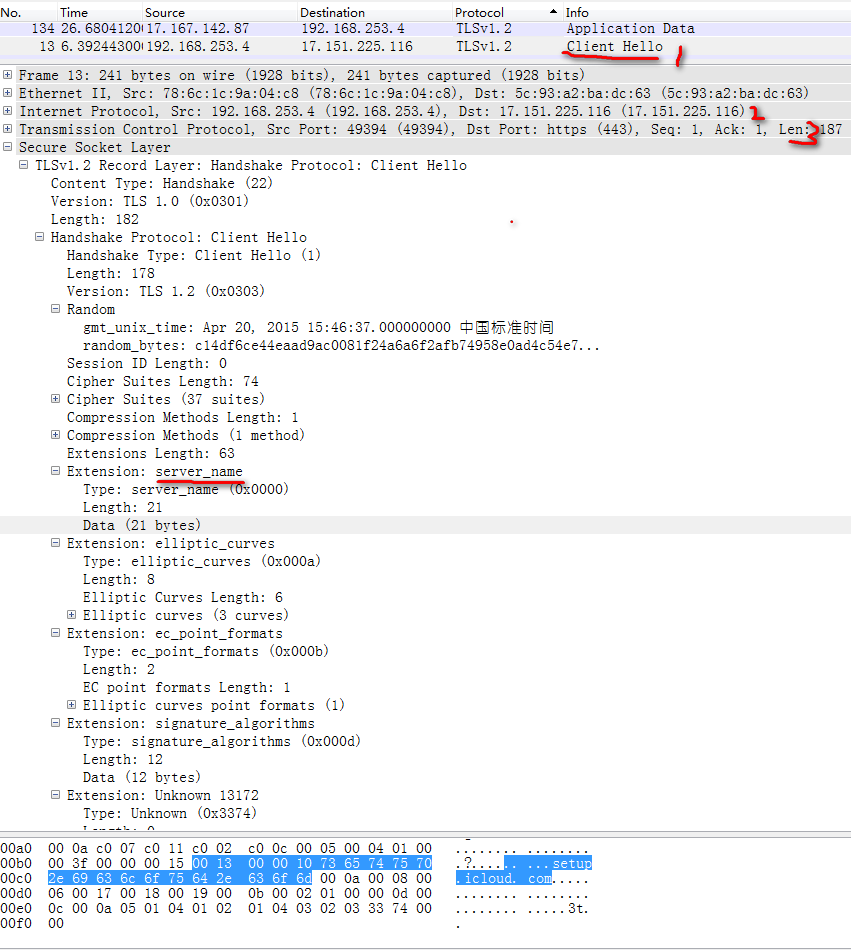 No. Time Source Destination Protocol Info
134 26.68041200 17.167.142.87 192.168.253.4 TLSv1.2 Application Data
13 6.392443000 192.168.253.4 17.151.225.116 TLSv1.2 Client Hello 1
Frame 13: 241 bytes on wire (1928 bits), 241 bytes captured (1928 bits)
Ethernet II, Src: 78:6c:1c:9a:04:c8 (78:6c:1c:9a:04:c8), Dst: 5c:93:a2:ba:dc:63 (5c:93:a2:ba:dc:63)
Internet Protocol, Src: 192.168.253.4 (192.168.253.4), Dst: 17.151.225.116 (17.151.225.116) 2
Transmission Control Protocol, Src Port: 49394 (49394), Dst Port: https (443), Seq: 1, Ack: 1, Len: 187
3
Secure Socket Layer
TLSv1.2 Record Layer: Handshake Protocol: Client Hello
Content Type: Handshake (22)
Version: TLS 1.0 (0x0301)
Length: 182
Handshake Protocol: Client Hello
Handshake Type: Client Hello (1)
Length: 178
Version: TLS 1.2 (0x0303)
Random
gmt_unix_time: Apr 20, 2015 15:46:37.000000000 中国标准时间
random_bytes: c14df6ce44eaad9ac0081f24a6a6f2afb74958e0ad4c54e7...
Session ID Length: 0
Cipher Suites Length: 74
Cipher Suites (37 suites)
Compression Methods Length: 1
Compression Methods (1 method)
Extensions Length: 63
Extension: server_name
Type: server_name (0x0000)
Length: 21
Data (21 bytes)
Extension: elliptic_curves
Type: elliptic_curves (0x000a)
Length: 8
Elliptic Curves Length: 6
Elliptic curves (3 curves)
Extension: ec_point_formats
Type: ec_point_formats (0x000b)
Length: 2
EC point formats Length: 1
Elliptic curves point formats (1)
Extension: signature_algorithms
Type: signature_algorithms (0x000d)
Length: 12
Data (12 bytes)
Extension: Unknown 13172
Type: Unknown (0x3374)
00a0 00 0a c0 07 c0 11 c0 02 c0 0c 00 05 00 04 01 00 ........ ........
00b0 00 3f 00 00 00 15 00 13 00 00 10 73 65 74 75 70 .?...... ...setup
00c0 2e 69 63 6c 6f 75 64 2e 63 6f 6d 00 0a 00 08 00 .icloud. com.....
00d0 06 00 17 00 18 00 19 00 00 0b 00 02 01 00 00 0d 00 ........ ........
00e0 0c 00 0a 05 01 04 01 02 01 04 03 02 03 33 74 00 ........ .....3t.
00f0 00 .